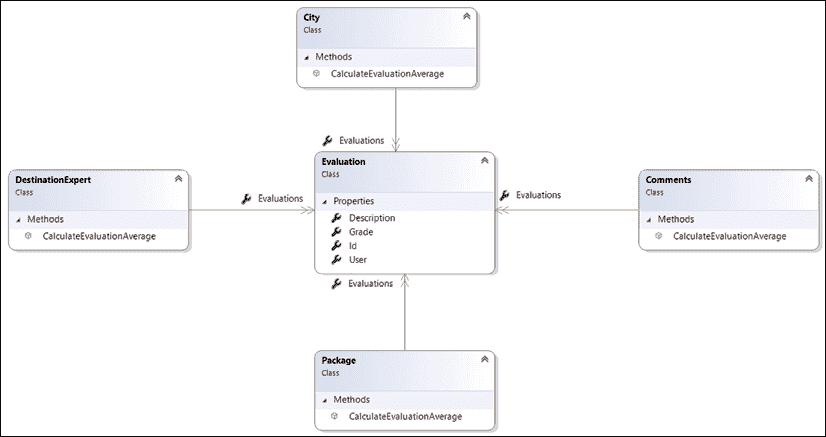 City
Class
Methods
CalculateEvaluationAverage
Evaluations
Evaluation
Class
Properties
Description
Grade
Id
User
DestinationExpert
Class
Methods
CalculateEvaluationAverage
Evaluations
Comments
Class
Methods
CalculateEvaluationAverage
Evaluations
Evaluations
Package
Class
Methods
CalculateEvaluationAverage